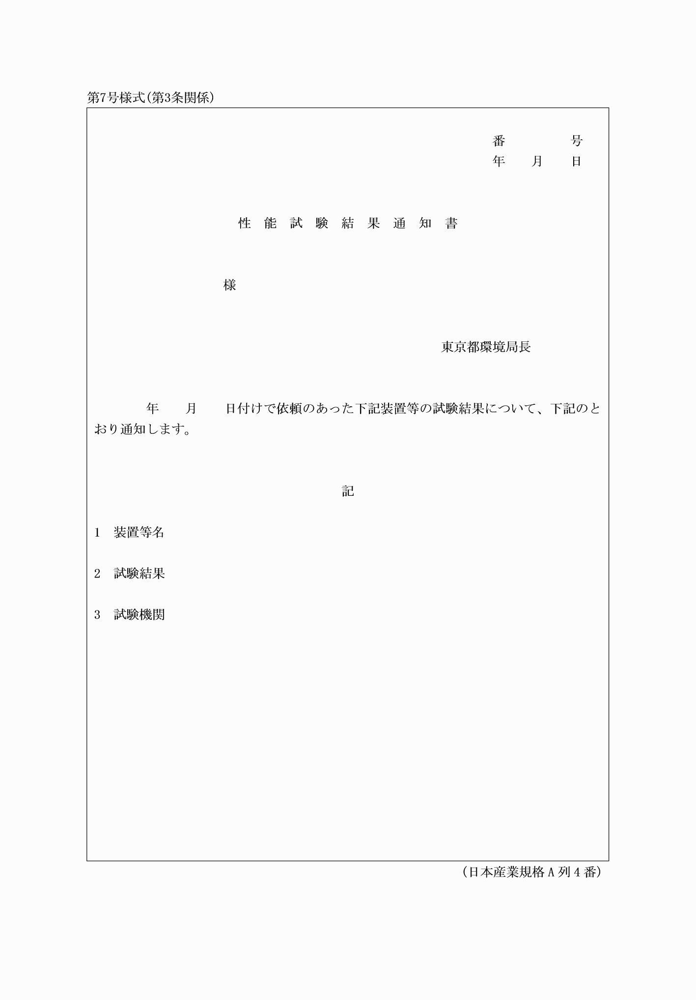 第7号様式(第3条関係)
番　　　　　号
年　　月　　日
性　能　試　験　結　果　通　知　書
様
東京都環境局長
年　　月　　日付けで依頼のあった下記装置等の試験結果について、下記のと
おり通知します。
記
1　装置等名
2　試験結果
3　試験機関
(日本産業規格 A 列 4 番)